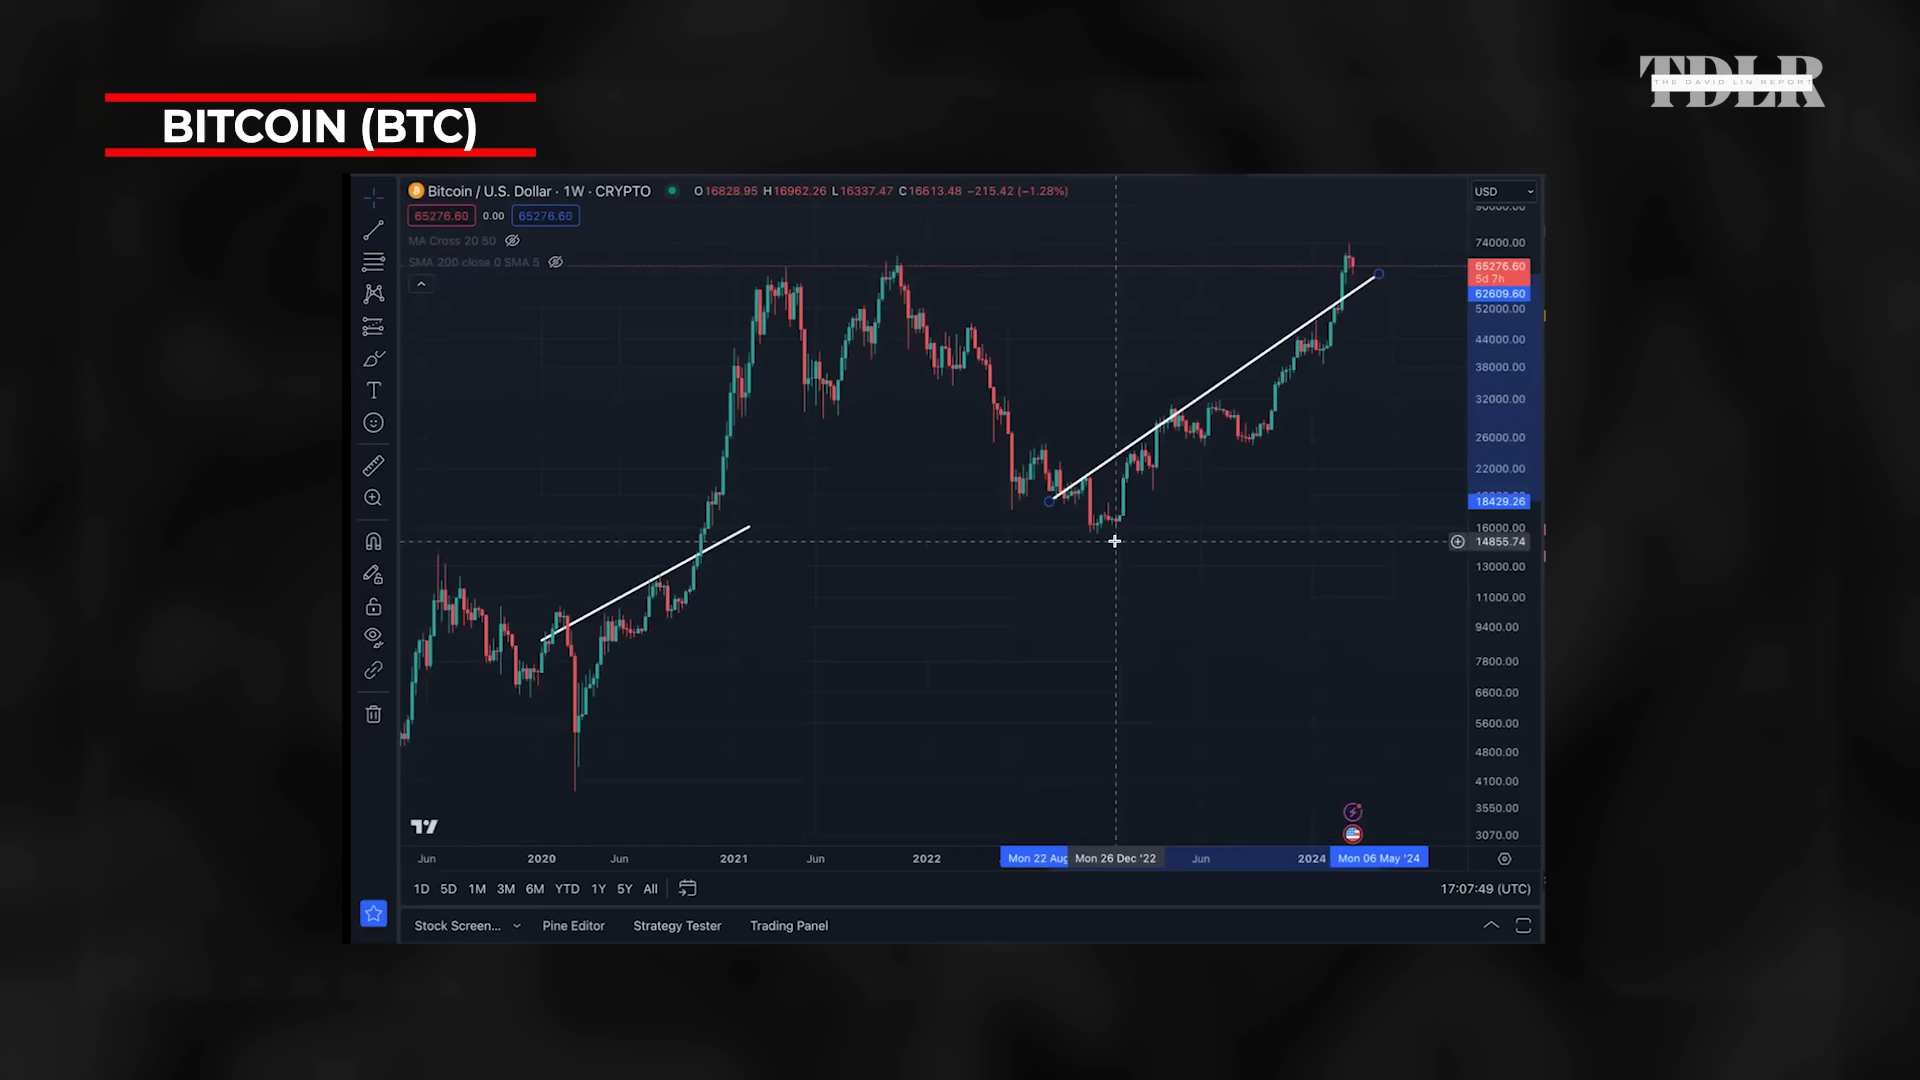 TDLR
THE DAVID LIN REPORT
BITCOIN (BTC)
Bitcoin / U.S. Dollar · 1W · CRYPTO
O16828.95 H16962.26 L16337.47 C16613.48 −215.42 (−1.28%)
USD
65276.60 0.00 65276.60
MA Cross 20 50
SMA 200 close 0 SMA 5
90000.00
74000.00
65276.60
5d 7h
62609.60
52000.00
44000.00
38000.00
32000.00
26000.00
22000.00
18429.26
16000.00
14855.74
13000.00
11000.00
9400.00
7800.00
6600.00
5600.00
4800.00
4100.00
3550.00
3070.00
Jun 2020 Jun 2021 Jun 2022 Mon 22 Aug Mon 26 Dec '22 Jun 2024 Mon 06 May '24
1D 5D 1M 3M 6M YTD 1Y 5Y All
17:07:49 (UTC)
Stock Screen... Pine Editor Strategy Tester Trading Panel